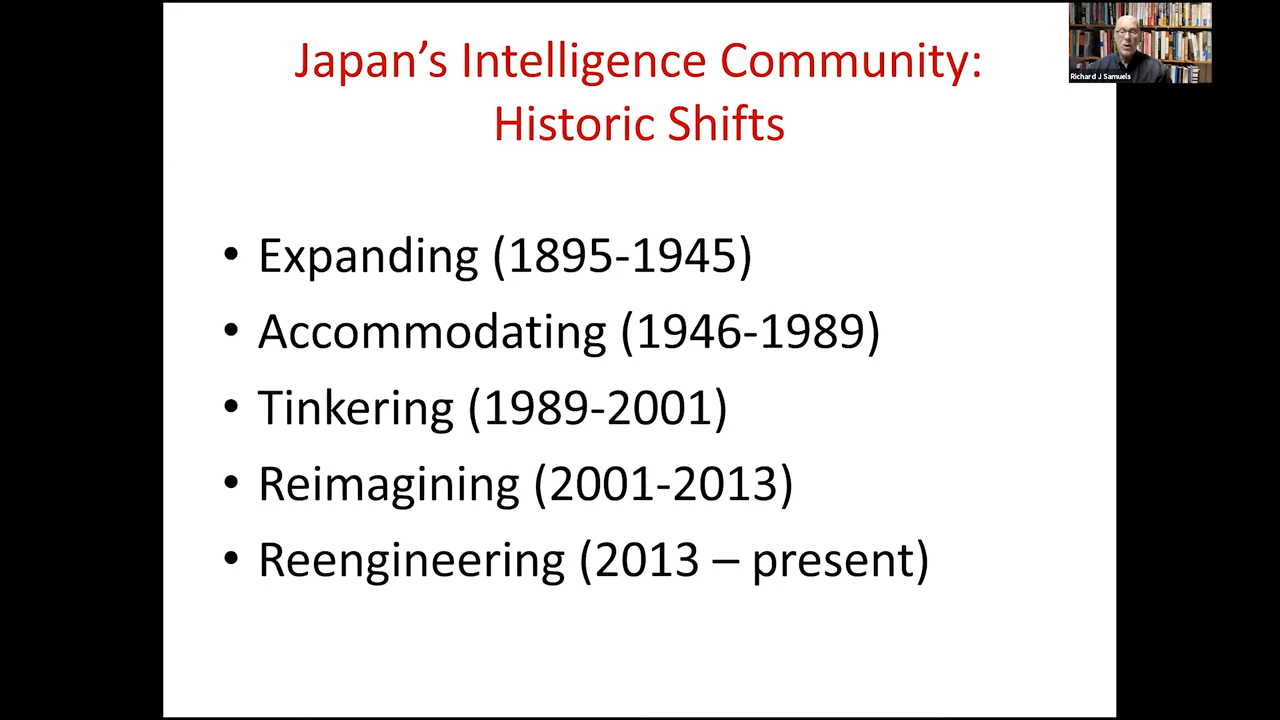 Japan's Intelligence Community:
Historic Shifts
Richard J Samuels
• Expanding (1895-1945)
• Accommodating (1946-1989)
• Tinkering (1989-2001)
• Reimagining (2001-2013)
• Reengineering (2013 – present)